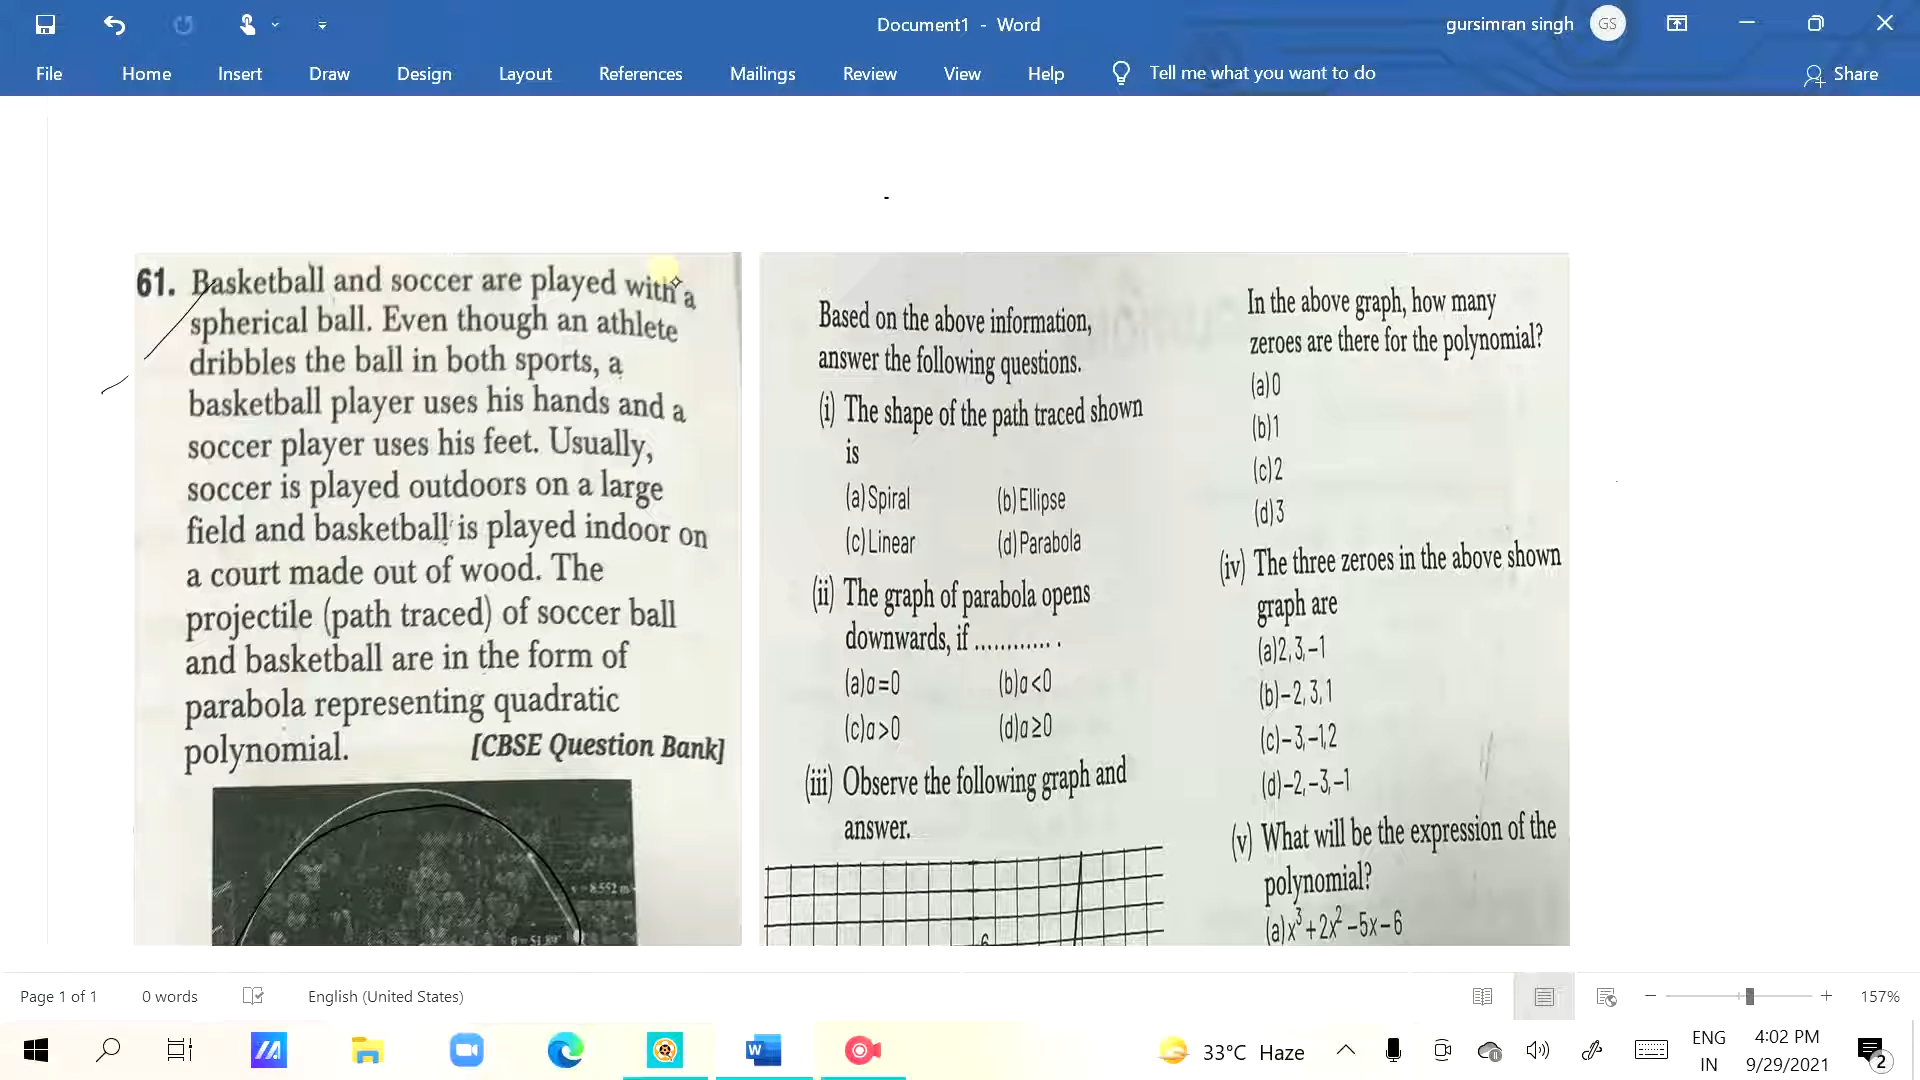 Document1 - Word
gursimran singh
GS
File Home Insert Draw Design Layout References Mailings Review View Help Tell me what you want to do
Share
61. Basketball and soccer are played with a
spherical ball. Even though an athlete
dribbles the ball in both sports, a
basketball player uses his hands and a
soccer player uses his feet. Usually,
soccer is played outdoors on a large
field and basketball is played indoor on
a court made out of wood. The
projectile (path traced) of soccer ball
and basketball are in the form of
parabola representing quadratic
polynomial. [CBSE Question Bank]
8.552 m
θ = 51.89°
Based on the above information,
answer the following questions.
(i) The shape of the path traced shown
is
(a) Spiral (b) Ellipse
(c) Linear (d) Parabola
(ii) The graph of parabola opens
downwards, if ............ .
(a) a=0 (b) a<0
(c) a>0 (d) a≥0
(iii) Observe the following graph and
answer.
6
In the above graph, how many
zeroes are there for the polynomial?
(a) 0
(b) 1
(c) 2
(d) 3
(iv) The three zeroes in the above shown
graph are
(a) 2, 3,–1
(b) –2, 3, 1
(c) –3, –1, 2
(d) –2, –3, –1
(v) What will be the expression of the
polynomial?
(a) x³ + 2x² – 5x – 6
Page 1 of 1 0 words English (United States) 157%
33°C Haze
ENG
IN
4:02 PM
9/29/2021
2